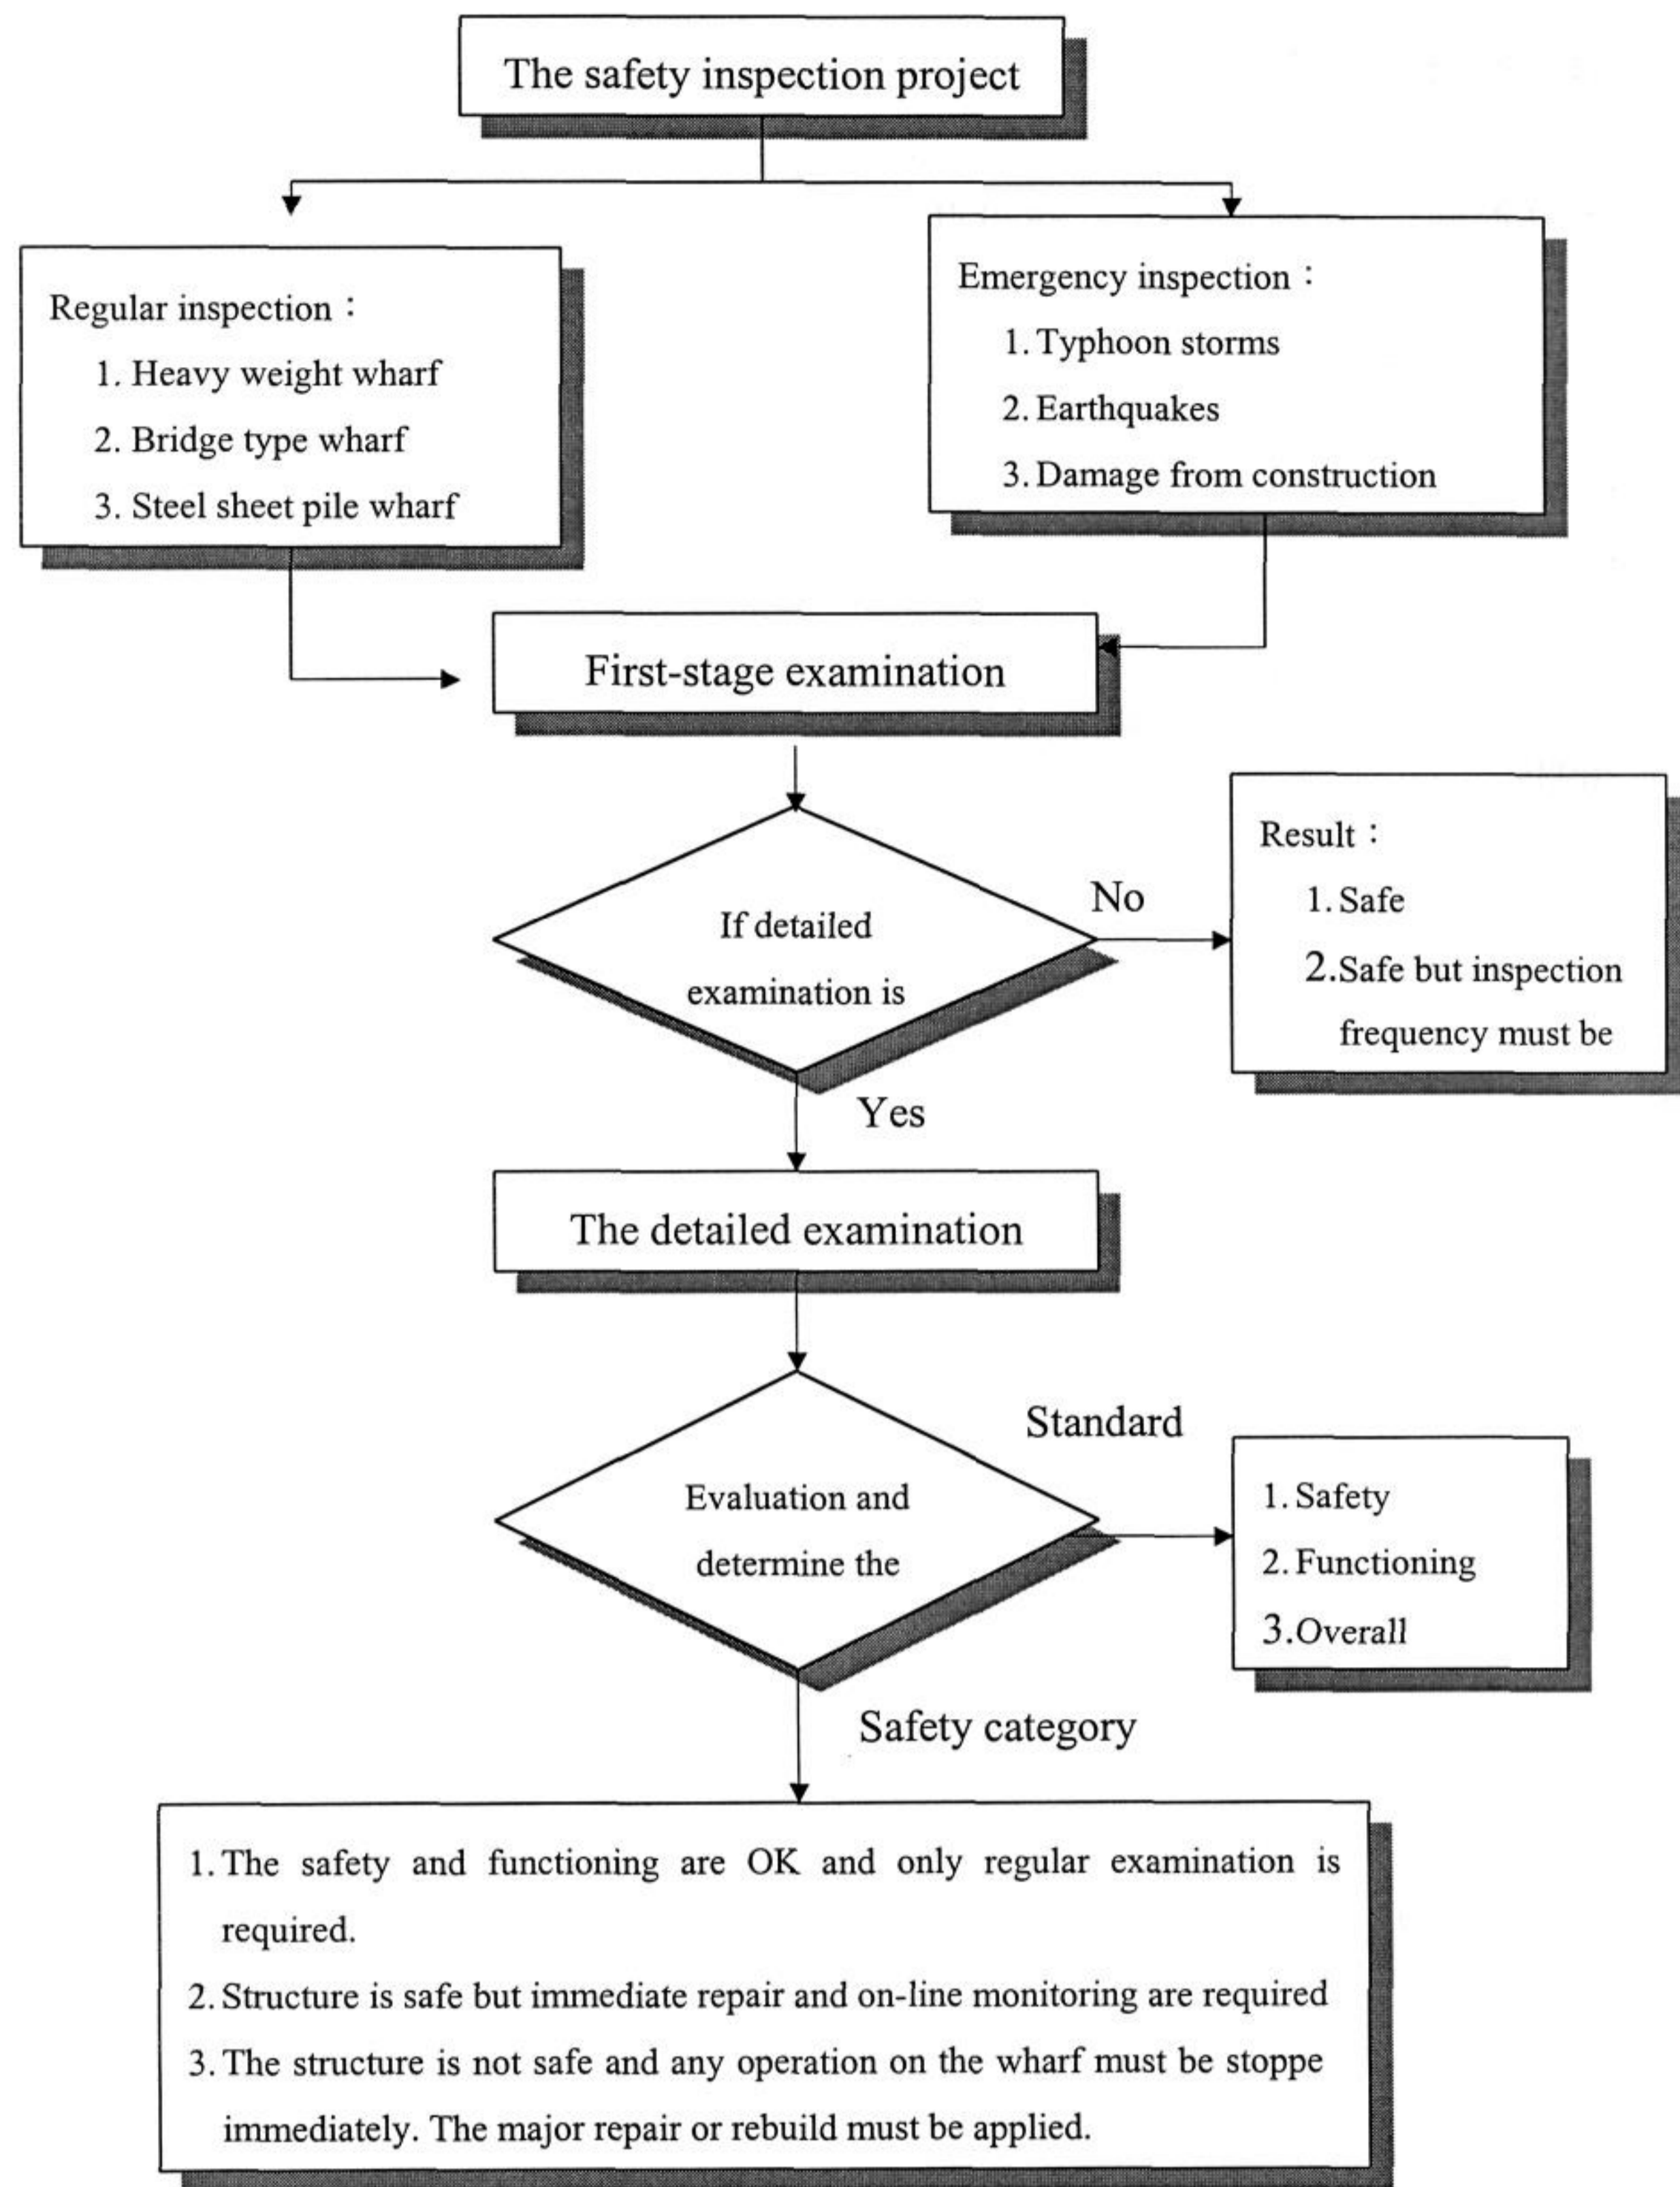 The safety inspection project
Regular inspection：
1. Heavy weight wharf
2. Bridge type wharf
3. Steel sheet pile wharf
Emergency inspection：
1. Typhoon storms
2. Earthquakes
3. Damage from construction
First-stage examination
If detailed
examination is
No
Result：
1. Safe
2. Safe but inspection
frequency must be
Yes
The detailed examination
Evaluation and
determine the
Standard
1. Safety
2. Functioning
3. Overall
Safety category
1. The safety and functioning are OK and only regular examination is
required.
2. Structure is safe but immediate repair and on-line monitoring are required
3. The structure is not safe and any operation on the wharf must be stoppe
immediately. The major repair or rebuild must be applied.